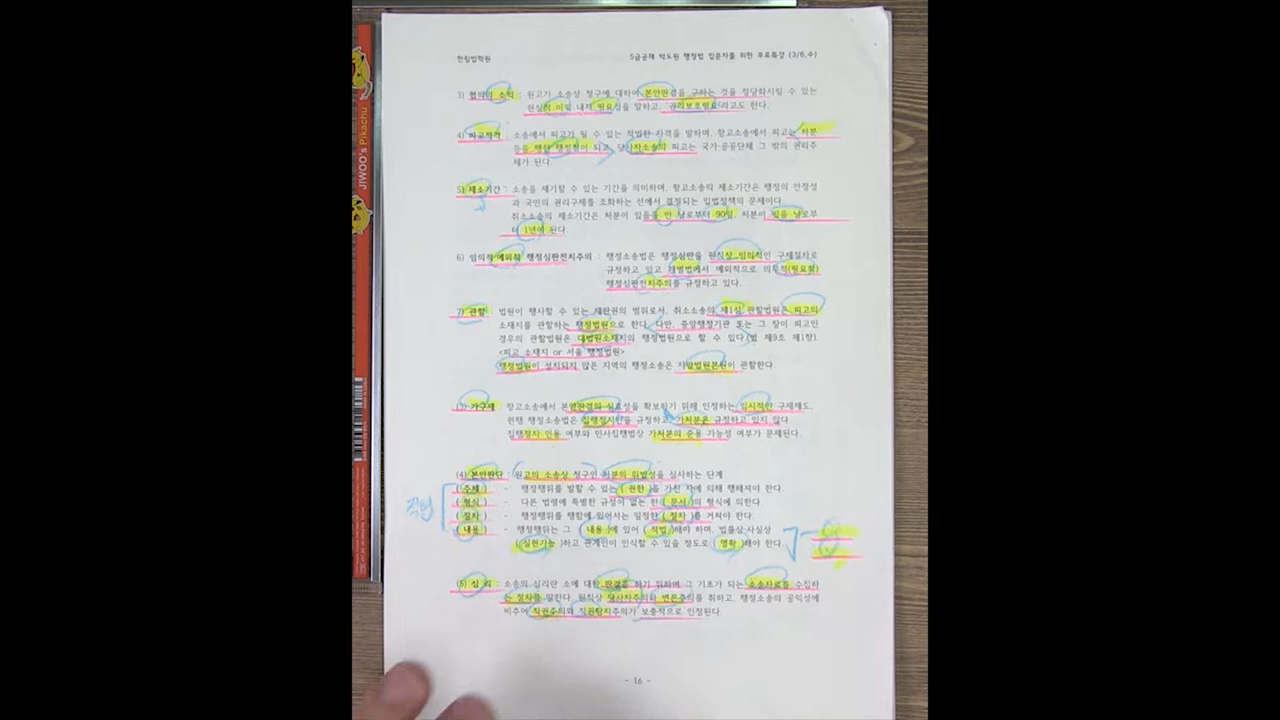 한림법학원
5급공채 박도원 행정법 입문자를 위한 무료특강 (3/6,수)
3) 협의의 소익 : 원고가 소송상 청구에 대하여 본안판결을 구하는 것을 정당화시킬 수 있는
현실적 이익 내지 필요성을 말하고, '권리보호필요'라고도 한다.
4) 피고적격 : 소송에서 피고가 될 수 있는 적법한 자격을 말하며, 항고소송에서 피고는 처분
등을 행한 행정청이 되고, 당사자소송의 피고는 국가·공공단체 그 밖의 권리주
체가 된다.
5) 제소기간 : 소송을 제기할 수 있는 기간을 의미하며, 항고소송의 제소기간은 행정의 안정성
과 국민의 권리구제를 조화하는 선에서 결정되는 입법정책의 문제이다.
취소소송의 제소기간은 처분이 있음을 안 날로부터 90일, 처분이 있을 날로부
터 1년이 된다.
6) 임의적 예외적 행정심판전치주의 : 행정소송법은 행정심판을 원칙상 임의적인 구제절차로
규정하고 있고 개별법에서 예외적으로 의무적(필요적)
행정심판전치주의를 규정하고 있다.
7) 관할 : 법원이 행사할 수 있는 재판권의 범위로서, 취소소송의 제1심 관할법원은 피고의
소재지를 관할하는 행정법원으로 한다. 다만, 중앙행정기관 또는 그 장이 피고인
경우의 관할법원은 대법원소재지의 행정법원으로 할 수 있다(법 제9조 제1항).
<피고 소재지 or 서울 행정법원>
행정법원이 설치되지 않은 지역의 행정소송은 지방법원본원이 관할한다.
(3) 가구제 : 항고소송에서 본안판결의 실효성을 확보하기 위해 인정하는 임시적인 구제제도.
현행 행정소송법은 집행정지만을 규정하고, 가처분은 규정하고 있지 않다.
집행정지 인용 여부와 민사집행법상 가처분의 준용 가능성 여부가 문제된다.
(4) 본안판단 : 원고의 소송상 청구인 처분의 위법성을 심사하는 단계
( 주체 ) - 행정행위를 발할 수 있는 ( 권한 )를 가진 자에 의해 행해져야 한다.
( 형식 ) - 다른 법령에 특별한 규정이 없는 한 ( 문서 )의 형식에 의한다.
( 절차 ) - 행정행위를 행함에 있어서는 일정한 ( 절차 )를 거쳐야 한다.
( 내용 ) - 행정행위는 그 ( 내용 )에 있어 ( 적법 )해야 하며, 법률상·사실상
( 실현가능 )하고 관계인이 인식할 수 있을 정도로 ( 명확 )해야 한다.
(5) 심 리 : 소송의 심리란 소에 대한 판결을 하기 위하여 그 기초가 되는 소송자료를 수집하
는 절차를 말한다. 원칙상 당사자주의와 변론주의를 취하고, 행정소송의 공익성에
비추어 직권주의와 직권탐지주의가 보충적으로 인정된다.
- 16 -
JIWOO's Pikachu